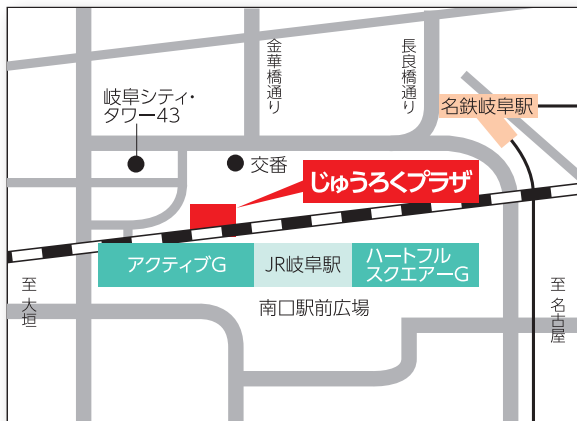 金華橋通り
長良橋通り
岐阜シティ・
タワー43
名鉄岐阜駅
交番
じゅうろくプラザ
アクティブG
JR岐阜駅
ハートフル
スクエアーG
至 大垣
南口駅前広場
至 名古屋